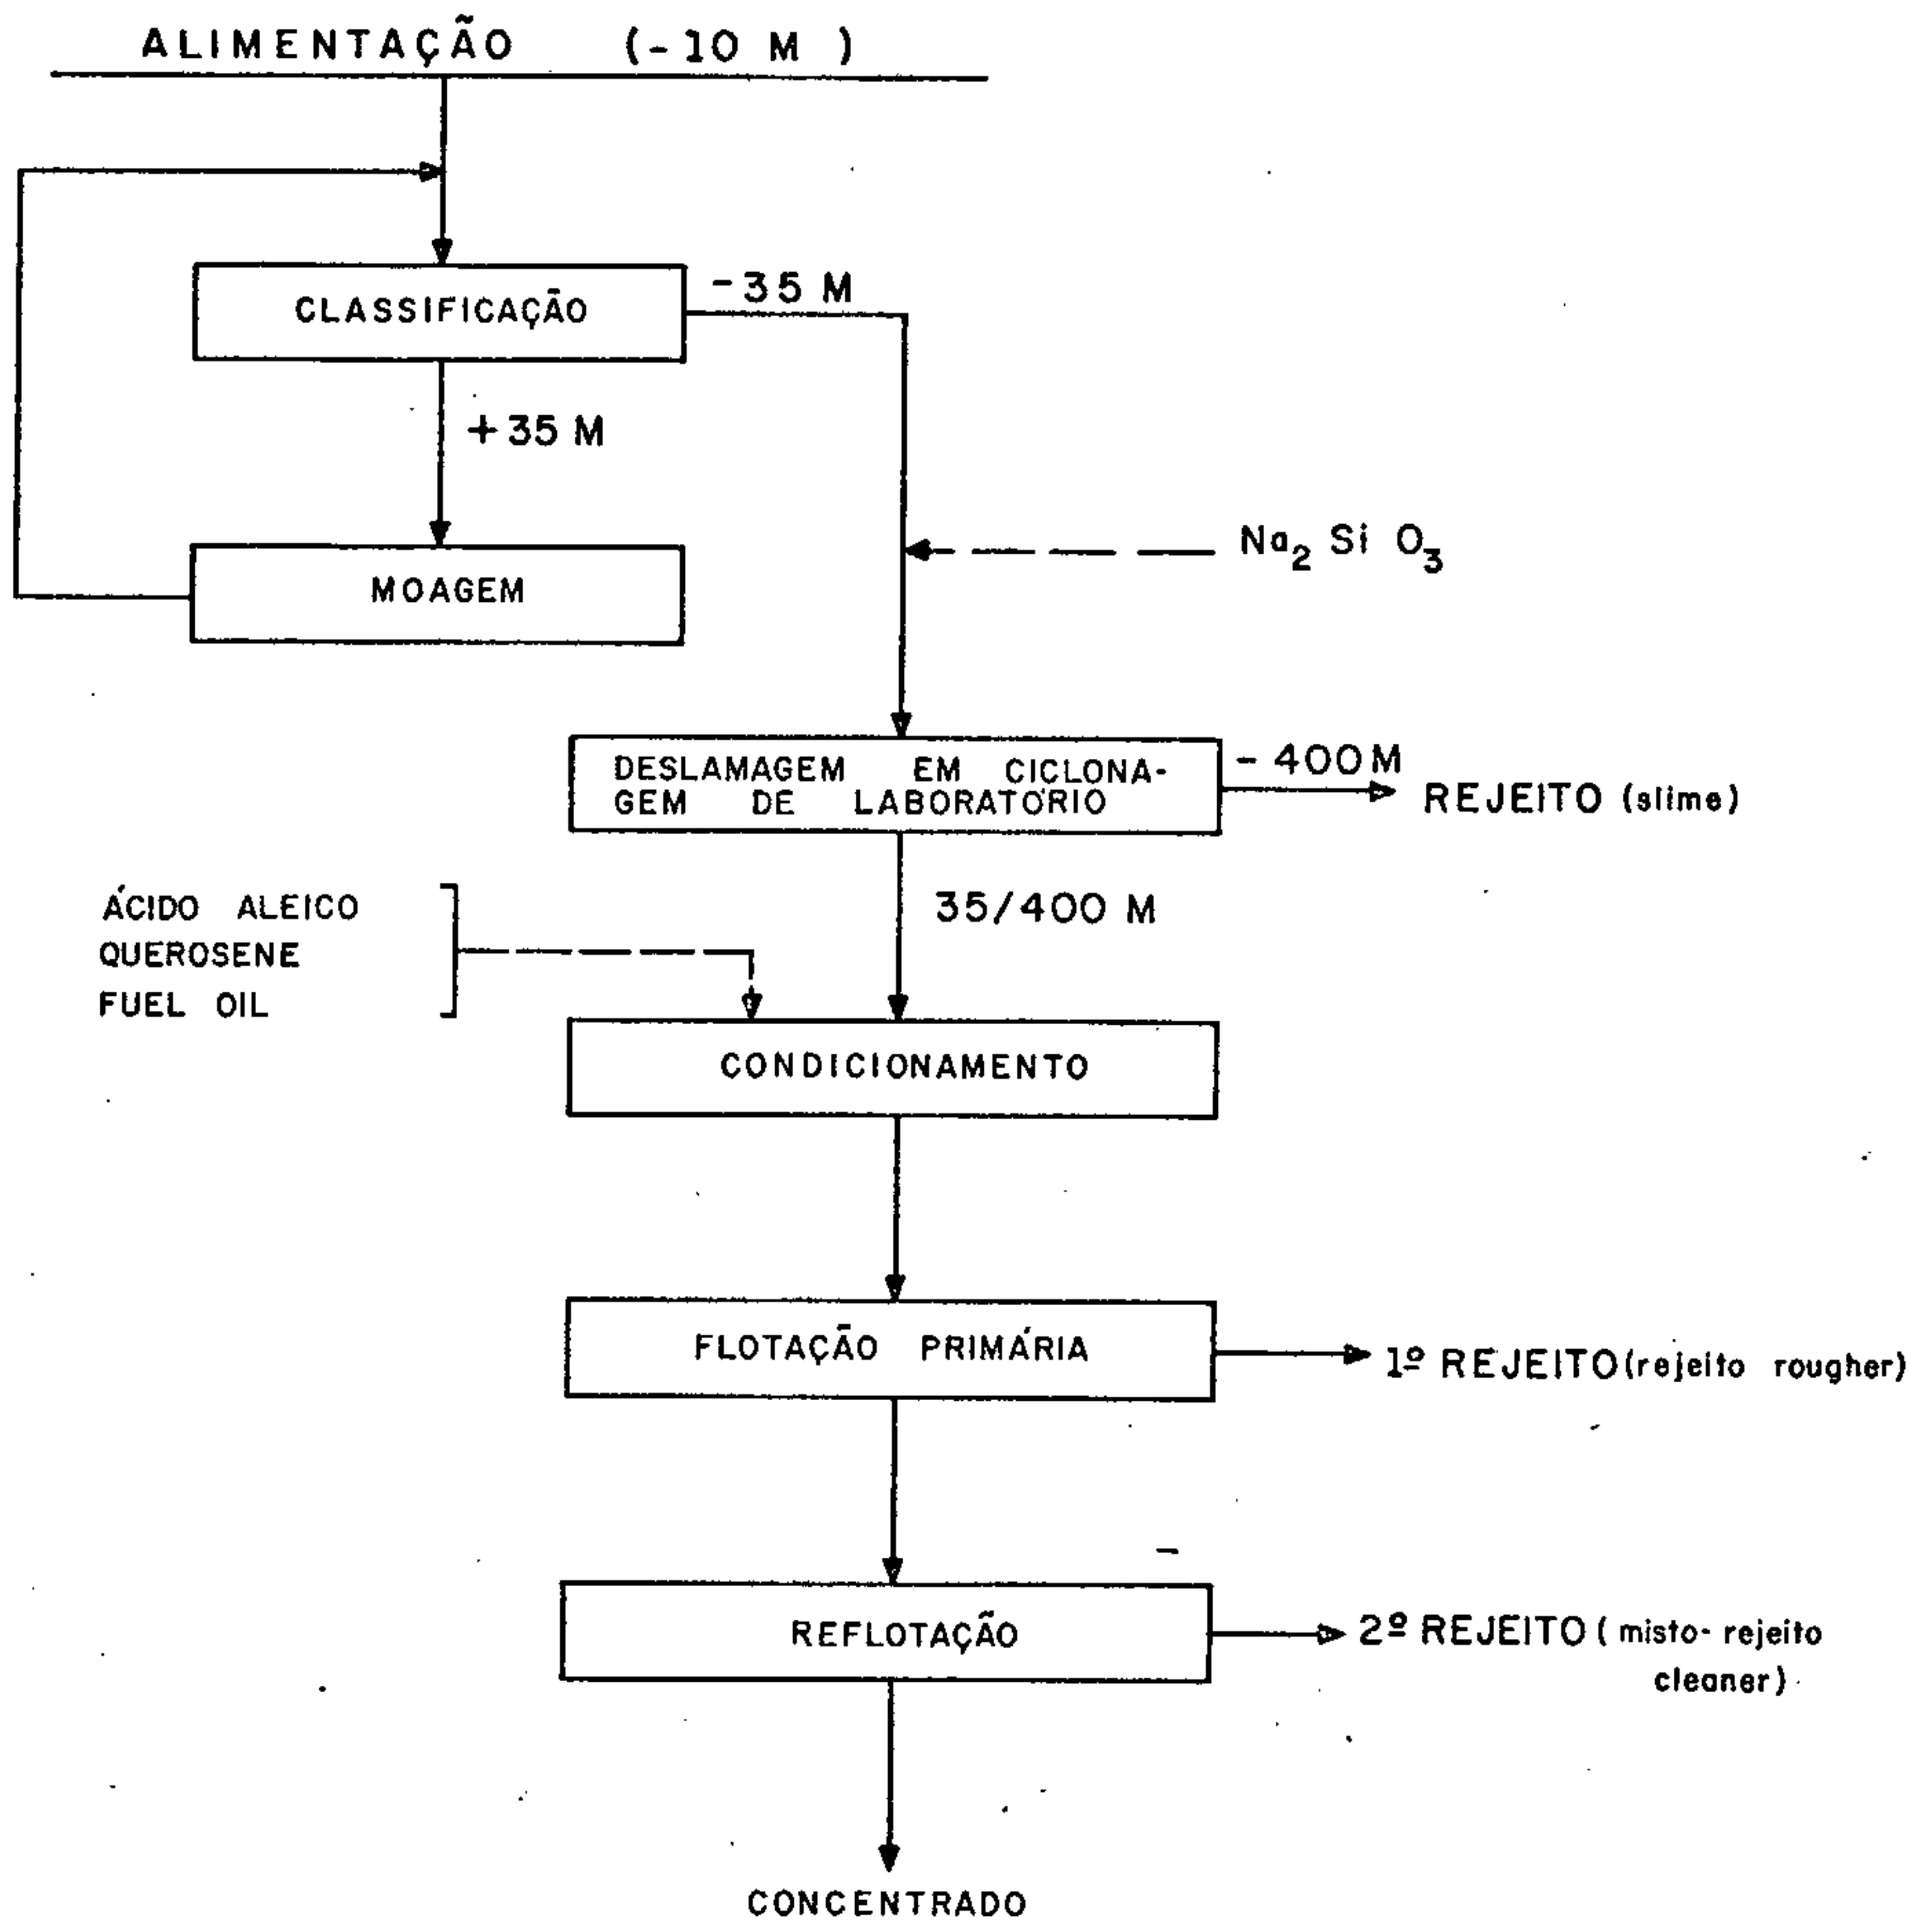 ALIMENTAÇÃO (-10 M )
CLASSIFICAÇÃO
-35 M
+35 M
MOAGEM
Na2 Si O3
DESLAMAGEM EM CICLONA-
GEM DE LABORATÓRIO
- 400 M
REJEITO (slime)
ÁCIDO ALEICO
QUEROSENE
FUEL OIL
35/400 M
CONDICIONAMENTO
FLOTAÇÃO PRIMÁRIA
1º REJEITO (rejeito rougher)
REFLOTAÇÃO
2º REJEITO ( misto- rejeito
cleaner)
CONCENTRADO